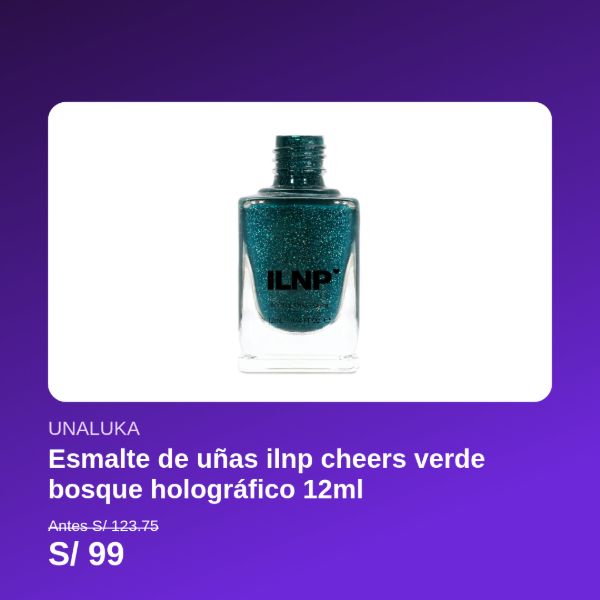 ILNP
UNALUKA
Esmalte de uñas ilnp cheers verde
bosque holográfico 12ml
Antes S/ 123.75
S/ 99